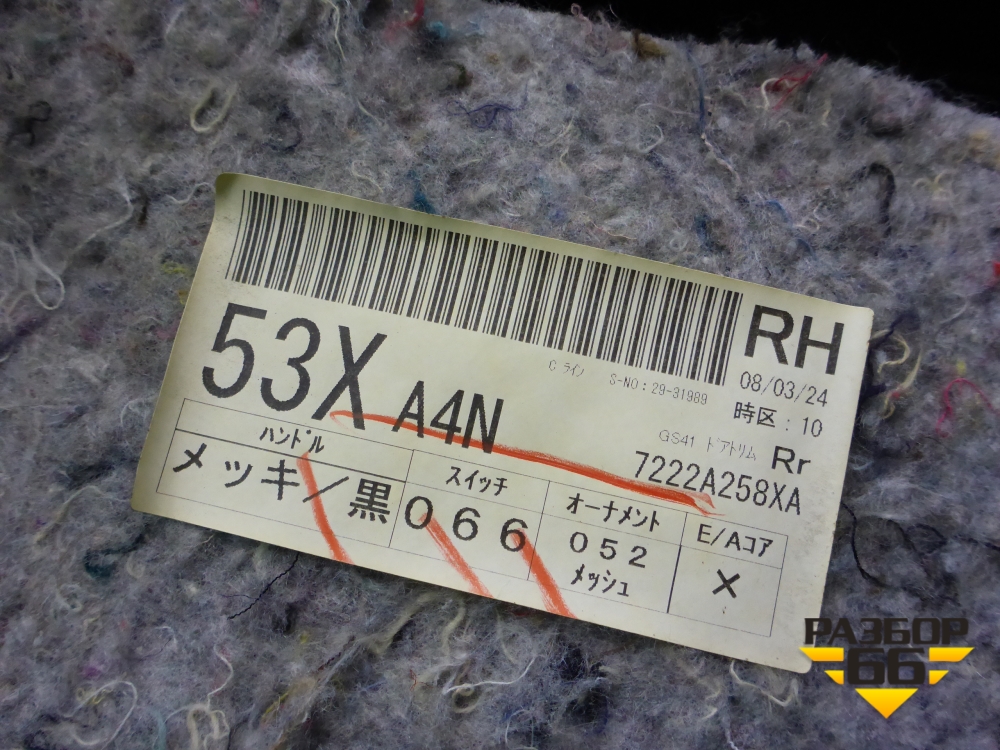 RH
53X A4N
Cライン S-NO:29-31989
08/03/24
時区:10
GS41 ドアトリム Rr
7222A258XA
ハンドル スイッチ オーナメント E/Aコア
メッキ/黒 066 052 メッシュ ×
РАЗБОР
66